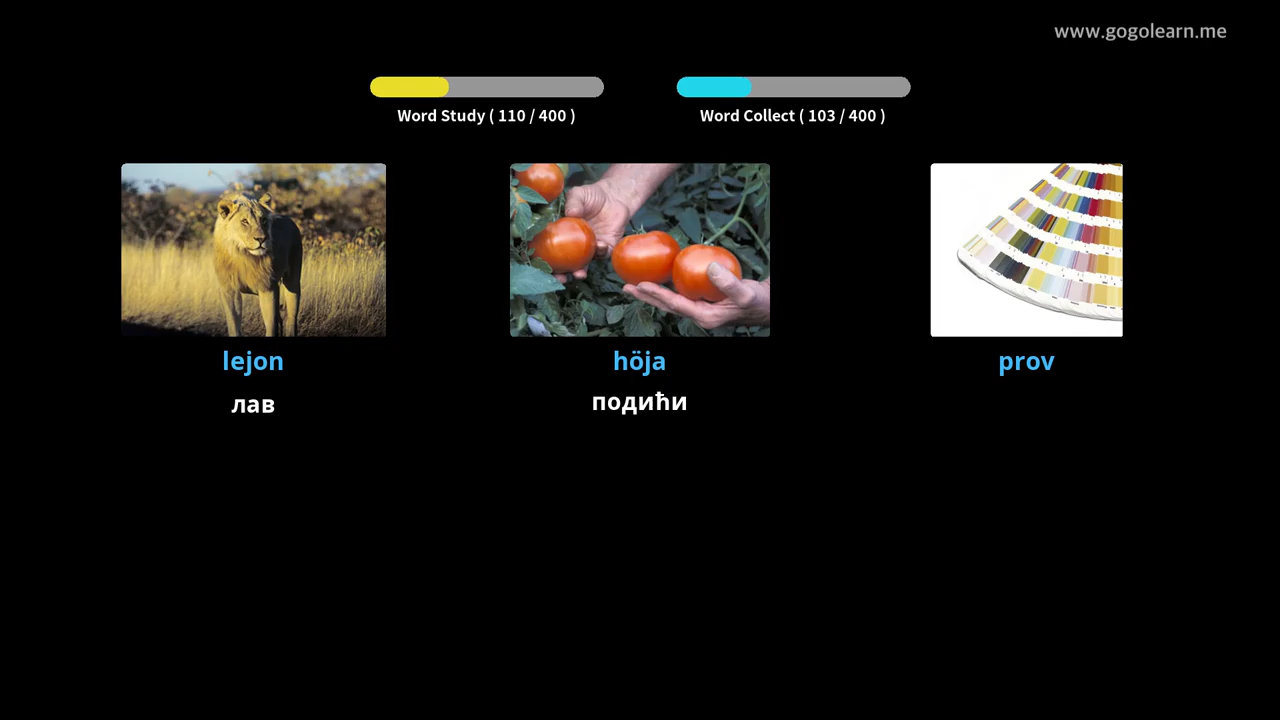 www.gogolearn.me
Word Study ( 110 / 400 )
Word Collect ( 103 / 400 )
lejon
höja
prov
лав
подићи